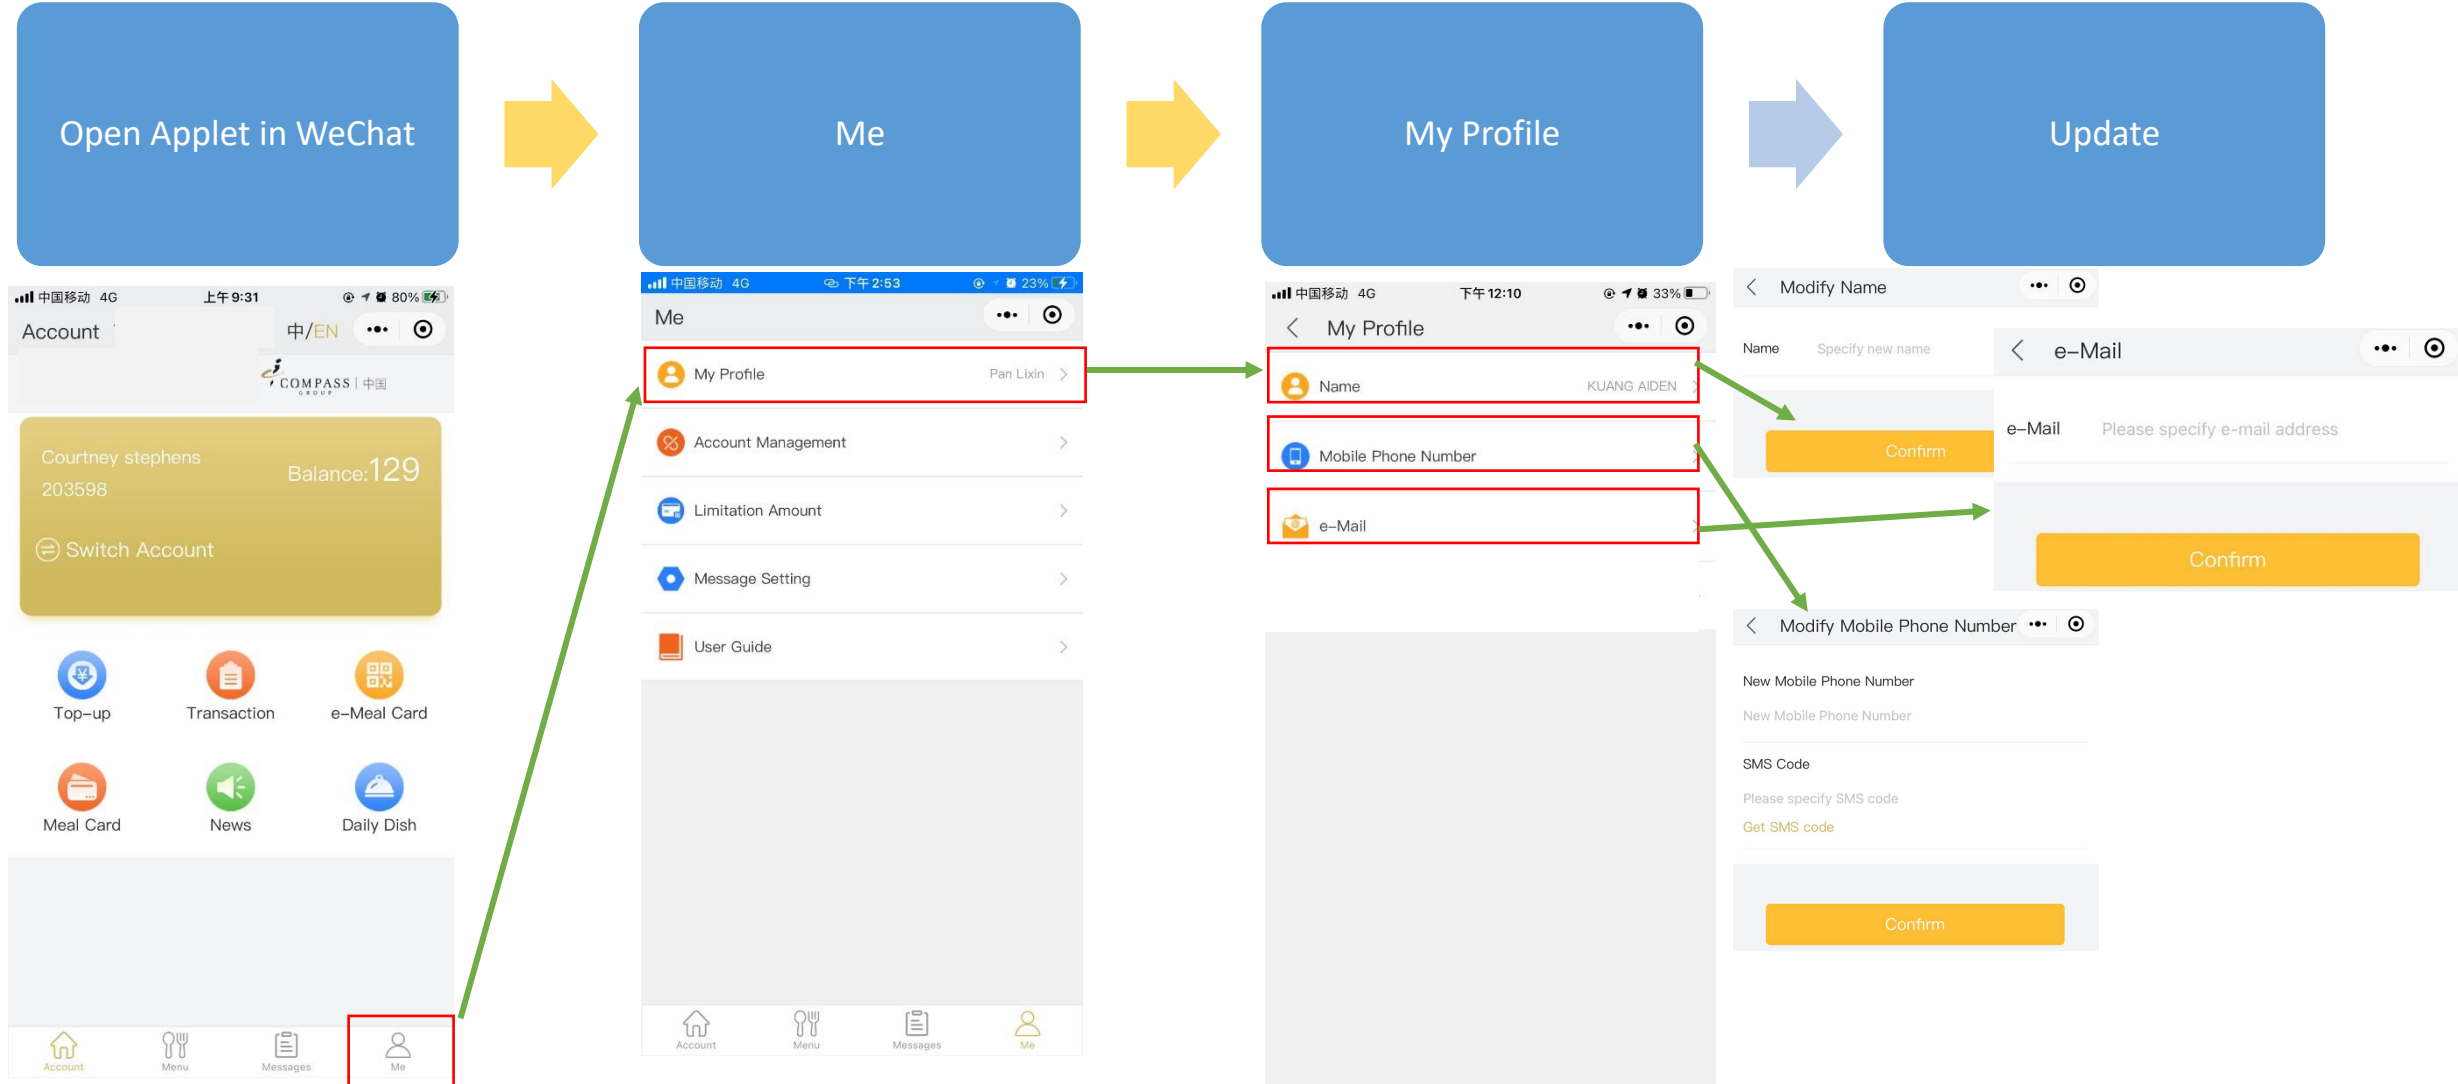 Open Applet in WeChat
Me
My Profile
Update
中国移动 4G 上午 9:31 80%
Account 中/EN
COMPASS 中国
GROUP
Courtney stephens
203598
Balance:129
Switch Account
Top-up Transaction e-Meal Card
Meal Card News Daily Dish
Account Menu Messages Me
中国移动 4G 下午 2:53 23%
Me
My Profile Pan Lixin
Account Management
Limitation Amount
Message Setting
User Guide
Account Menu Messages Me
中国移动 4G 下午 12:10 33%
My Profile
Name KUANG AIDEN
Mobile Phone Number
e-Mail
Modify Name
Name Specify new name
Confirm
e-Mail
e-Mail Please specify e-mail address
Confirm
Modify Mobile Phone Number
New Mobile Phone Number
New Mobile Phone Number
SMS Code
Please specify SMS code
Get SMS code
Confirm